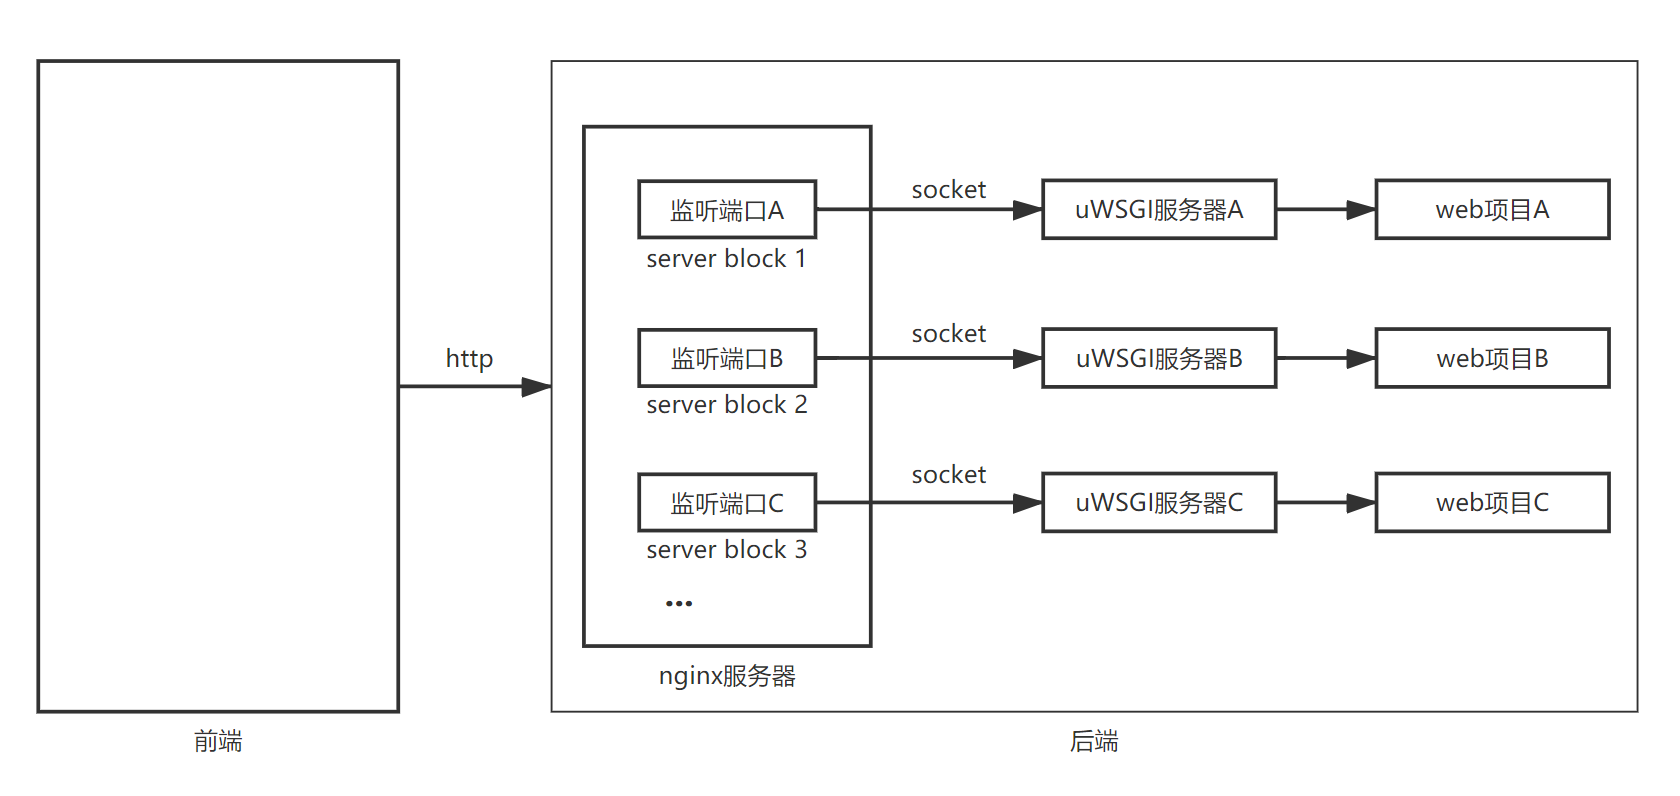 http
监听端口A
server block 1
socket
uWSGI服务器A
web项目A
监听端口B
server block 2
socket
uWSGI服务器B
web项目B
监听端口C
server block 3
socket
uWSGI服务器C
web项目C
...
nginx服务器
前端
后端